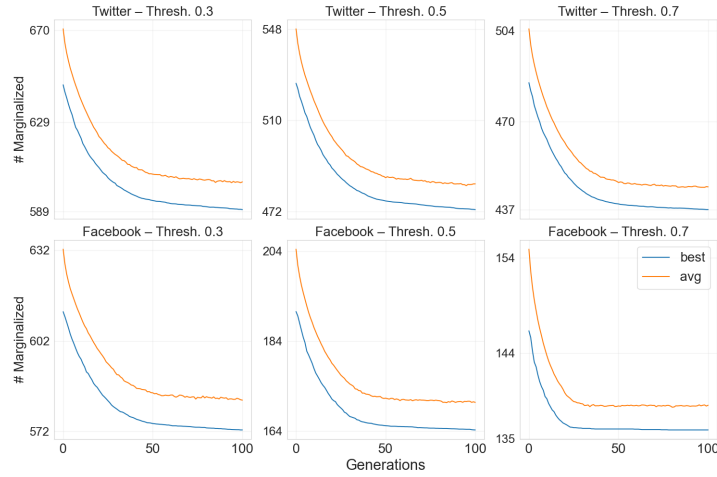 Twitter – Thresh. 0.3
Twitter – Thresh. 0.5
Twitter – Thresh. 0.7
# Marginalized
670
629
589
548
510
472
504
470
437
Facebook – Thresh. 0.3
Facebook – Thresh. 0.5
Facebook – Thresh. 0.7
# Marginalized
632
602
572
204
184
164
154
144
135
best
avg
0 50 100
0 50 100
0 50 100
Generations